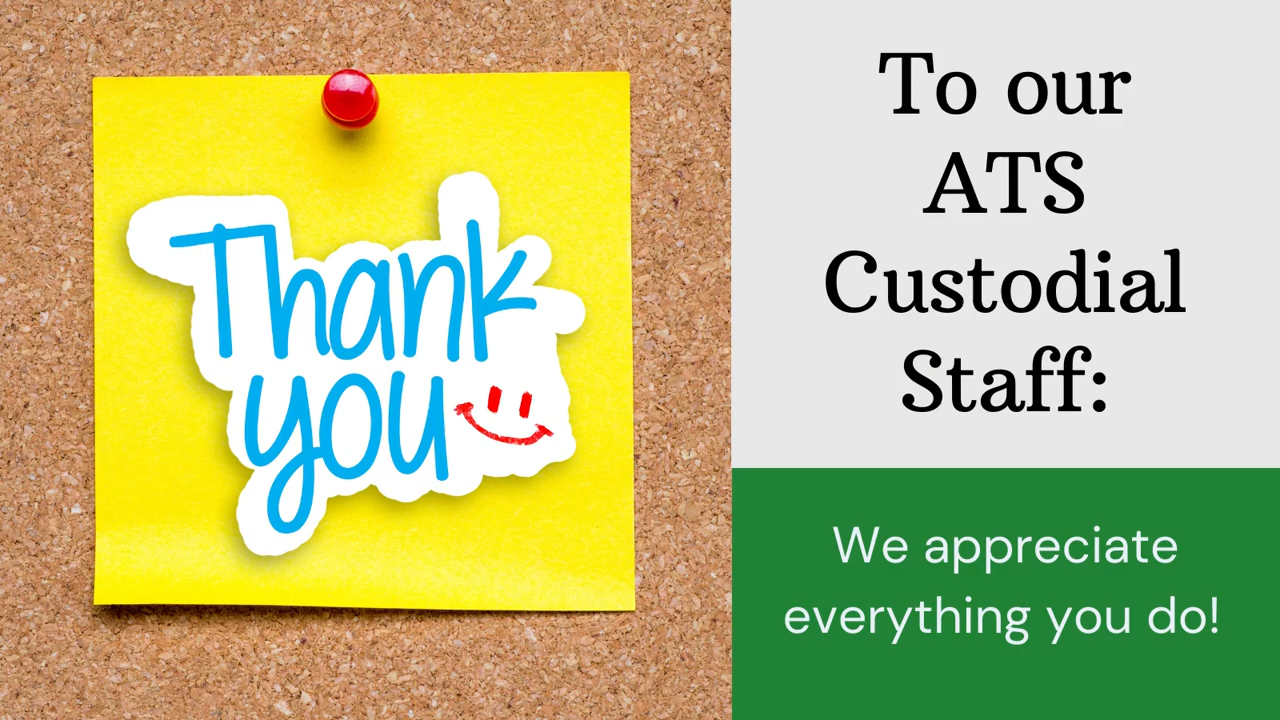 Thank
you
To our
ATS
Custodial
Staff:
We appreciate
everything you do!